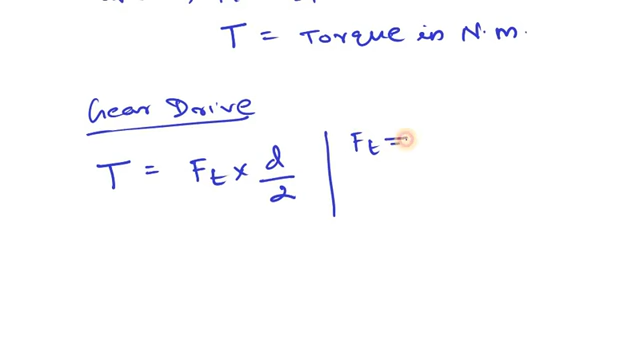 T = Torque in N.m.
Gear Drive
T = Ft × d/2 | Ft =